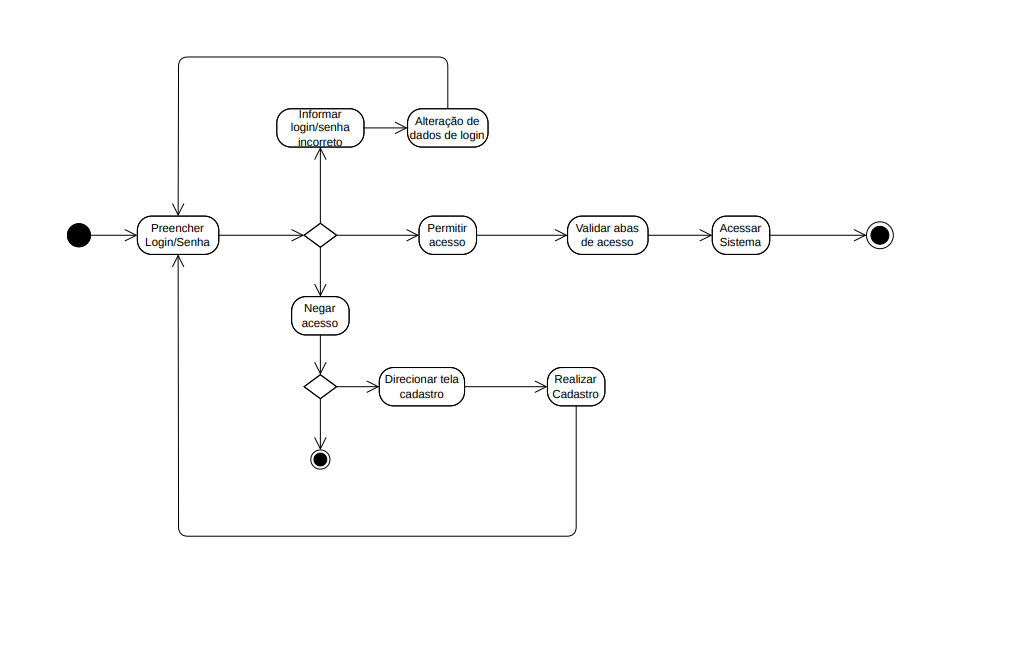 Informar
login/senha
incorreto
Alteração de
dados de login
Preencher
Login/Senha
Permitir
acesso
Validar abas
de acesso
Acessar
Sistema
Negar
acesso
Direcionar tela
cadastro
Realizar
Cadastro